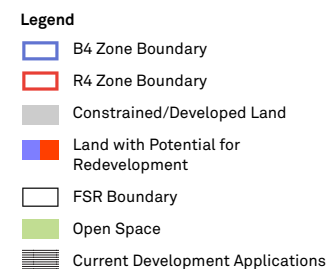 Legend
B4 Zone Boundary
R4 Zone Boundary
Constrained/Developed Land
Land with Potential for
Redevelopment
FSR Boundary
Open Space
Current Development Applications